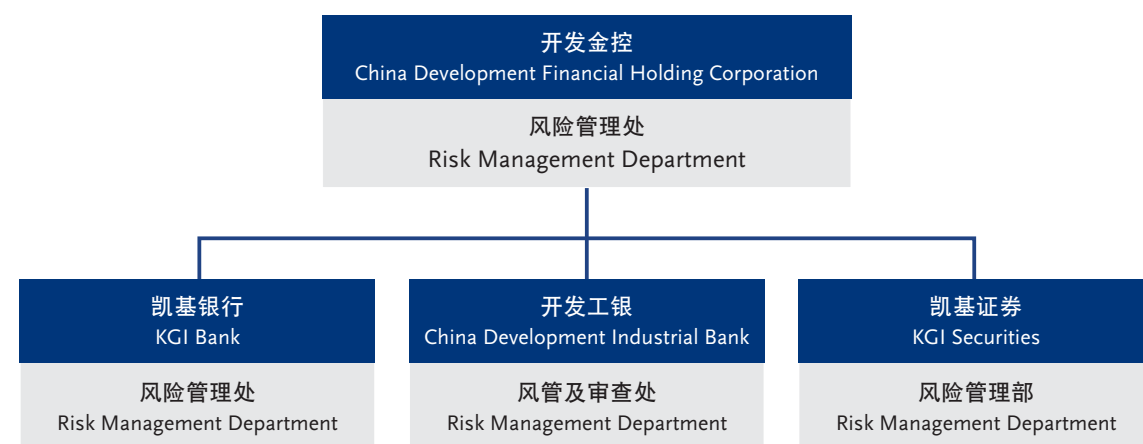 开发金控
China Development Financial Holding Corporation
风险管理处
Risk Management Department
凯基银行
KGI Bank
风险管理处
Risk Management Department
开发工银
China Development Industrial Bank
风管及审查处
Risk Management Department
凯基证券
KGI Securities
风险管理部
Risk Management Department